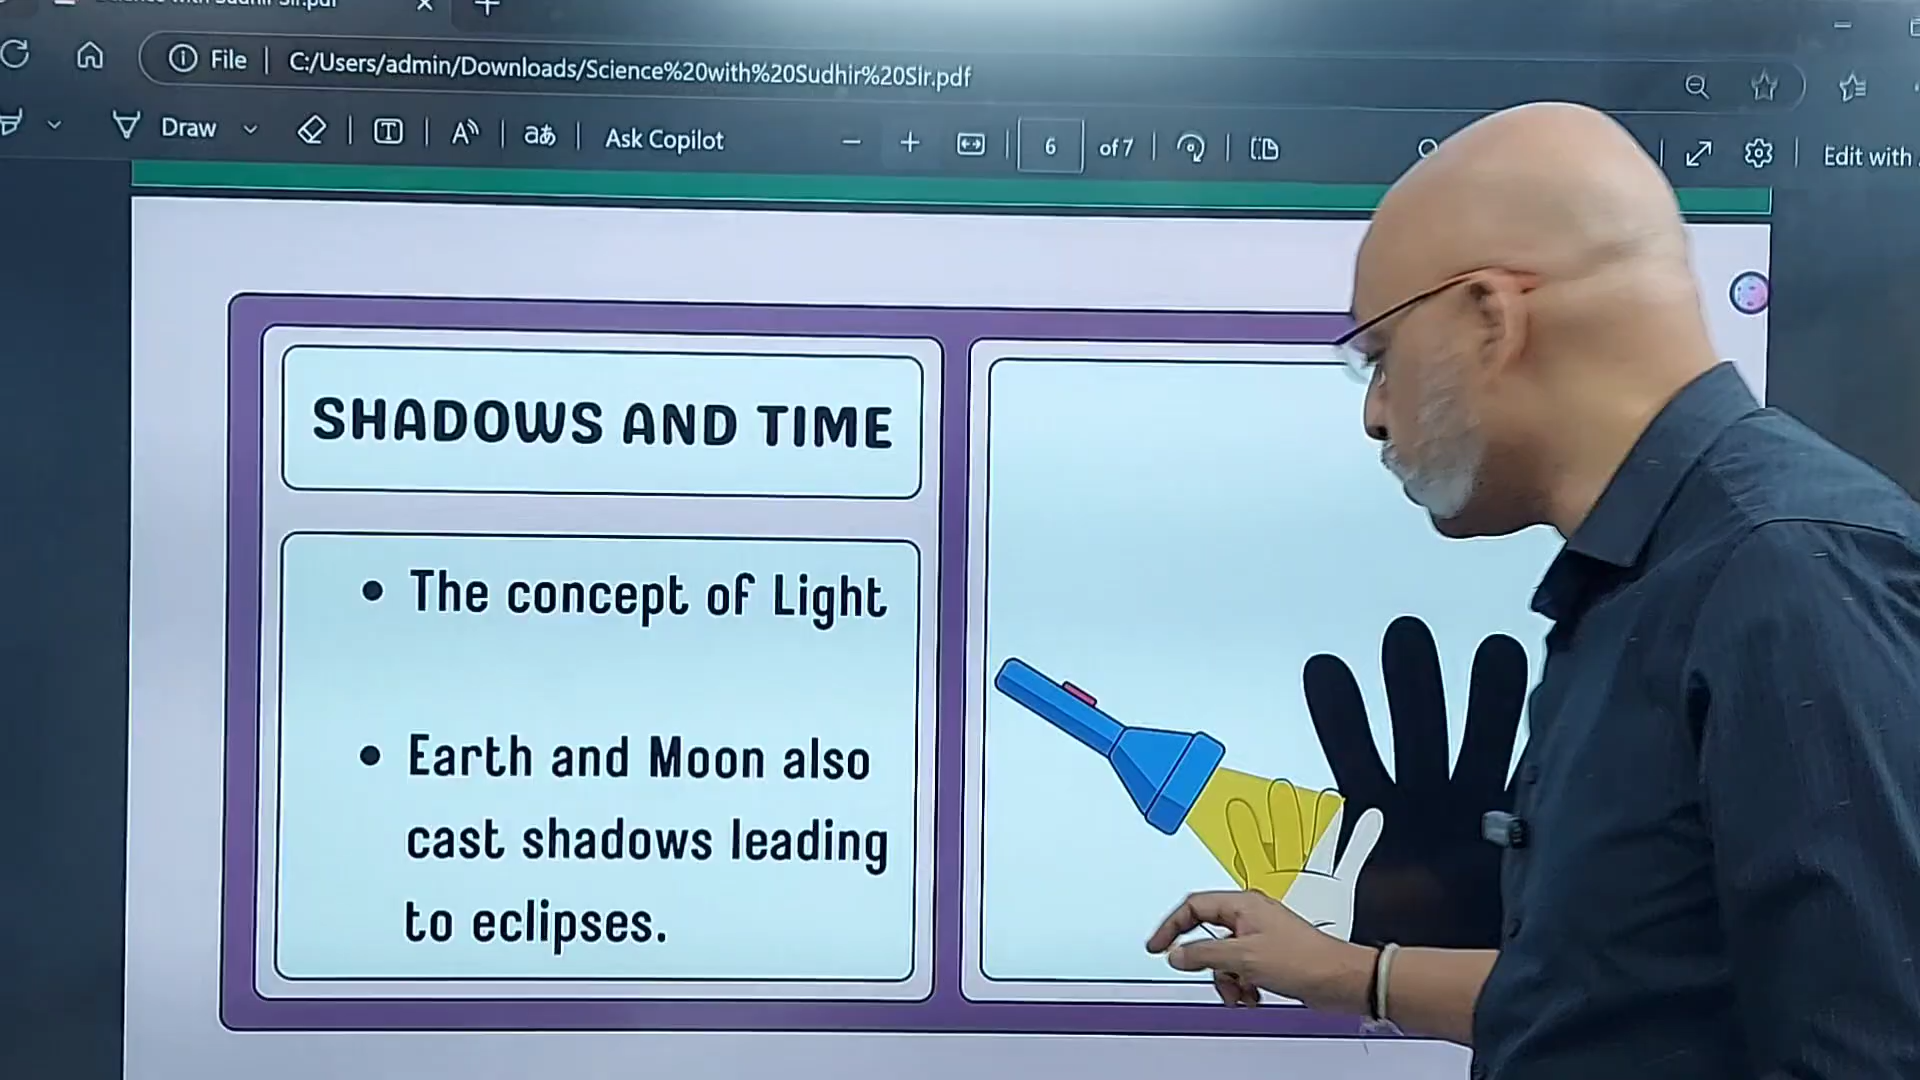 File
C:/Users/admin/Downloads/Science%20with%20Sudhir%20Sir.pdf
Draw
Ask Copilot
6
of 7
Edit with
SHADOWS AND TIME
• The concept of Light
• Earth and Moon also
cast shadows leading
to eclipses.